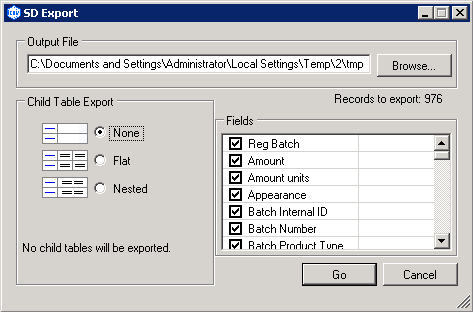 SD Export
Output File
C:\Documents and Settings\Administrator\Local Settings\Temp\2\tmp
Browse...
Records to export: 976
Child Table Export
None
Flat
Nested
No child tables will be exported.
Fields
Reg Batch
Amount
Amount units
Appearance
Batch Internal ID
Batch Number
Batch Product Type
Go
Cancel